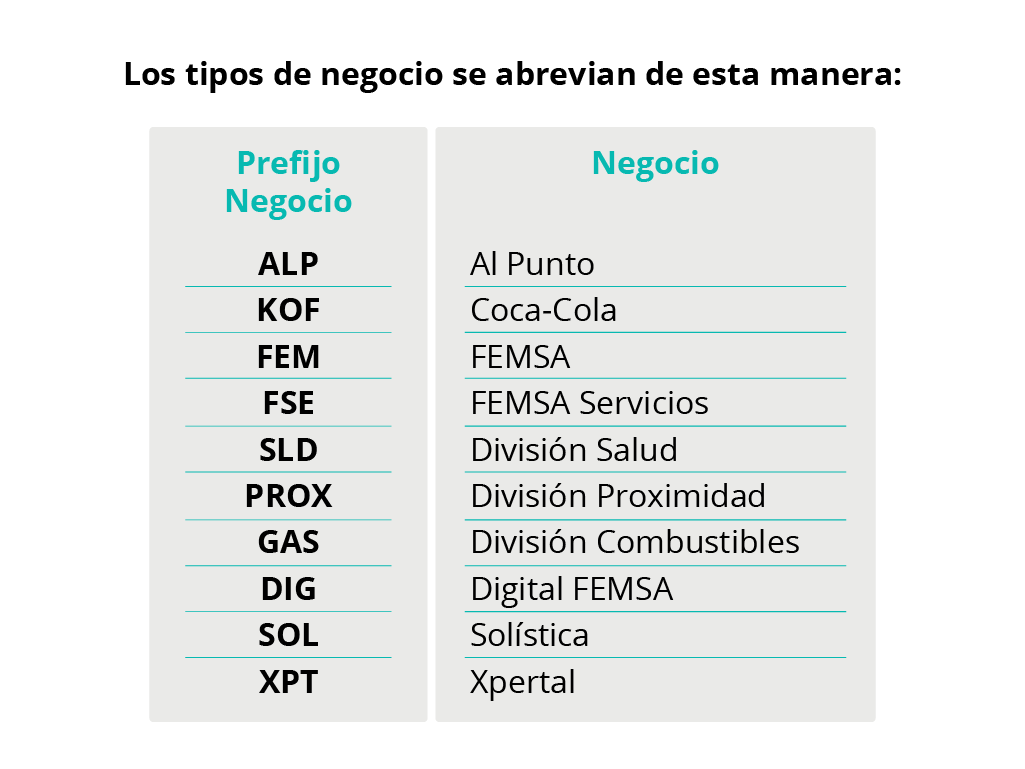 Los tipos de negocio se abrevian de esta manera:
Prefijo Negocio
Negocio
ALP Al Punto
KOF Coca-Cola
FEM FEMSA
FSE FEMSA Servicios
SLD División Salud
PROX División Proximidad
GAS División Combustibles
DIG Digital FEMSA
SOL Solística
XPT Xpertal